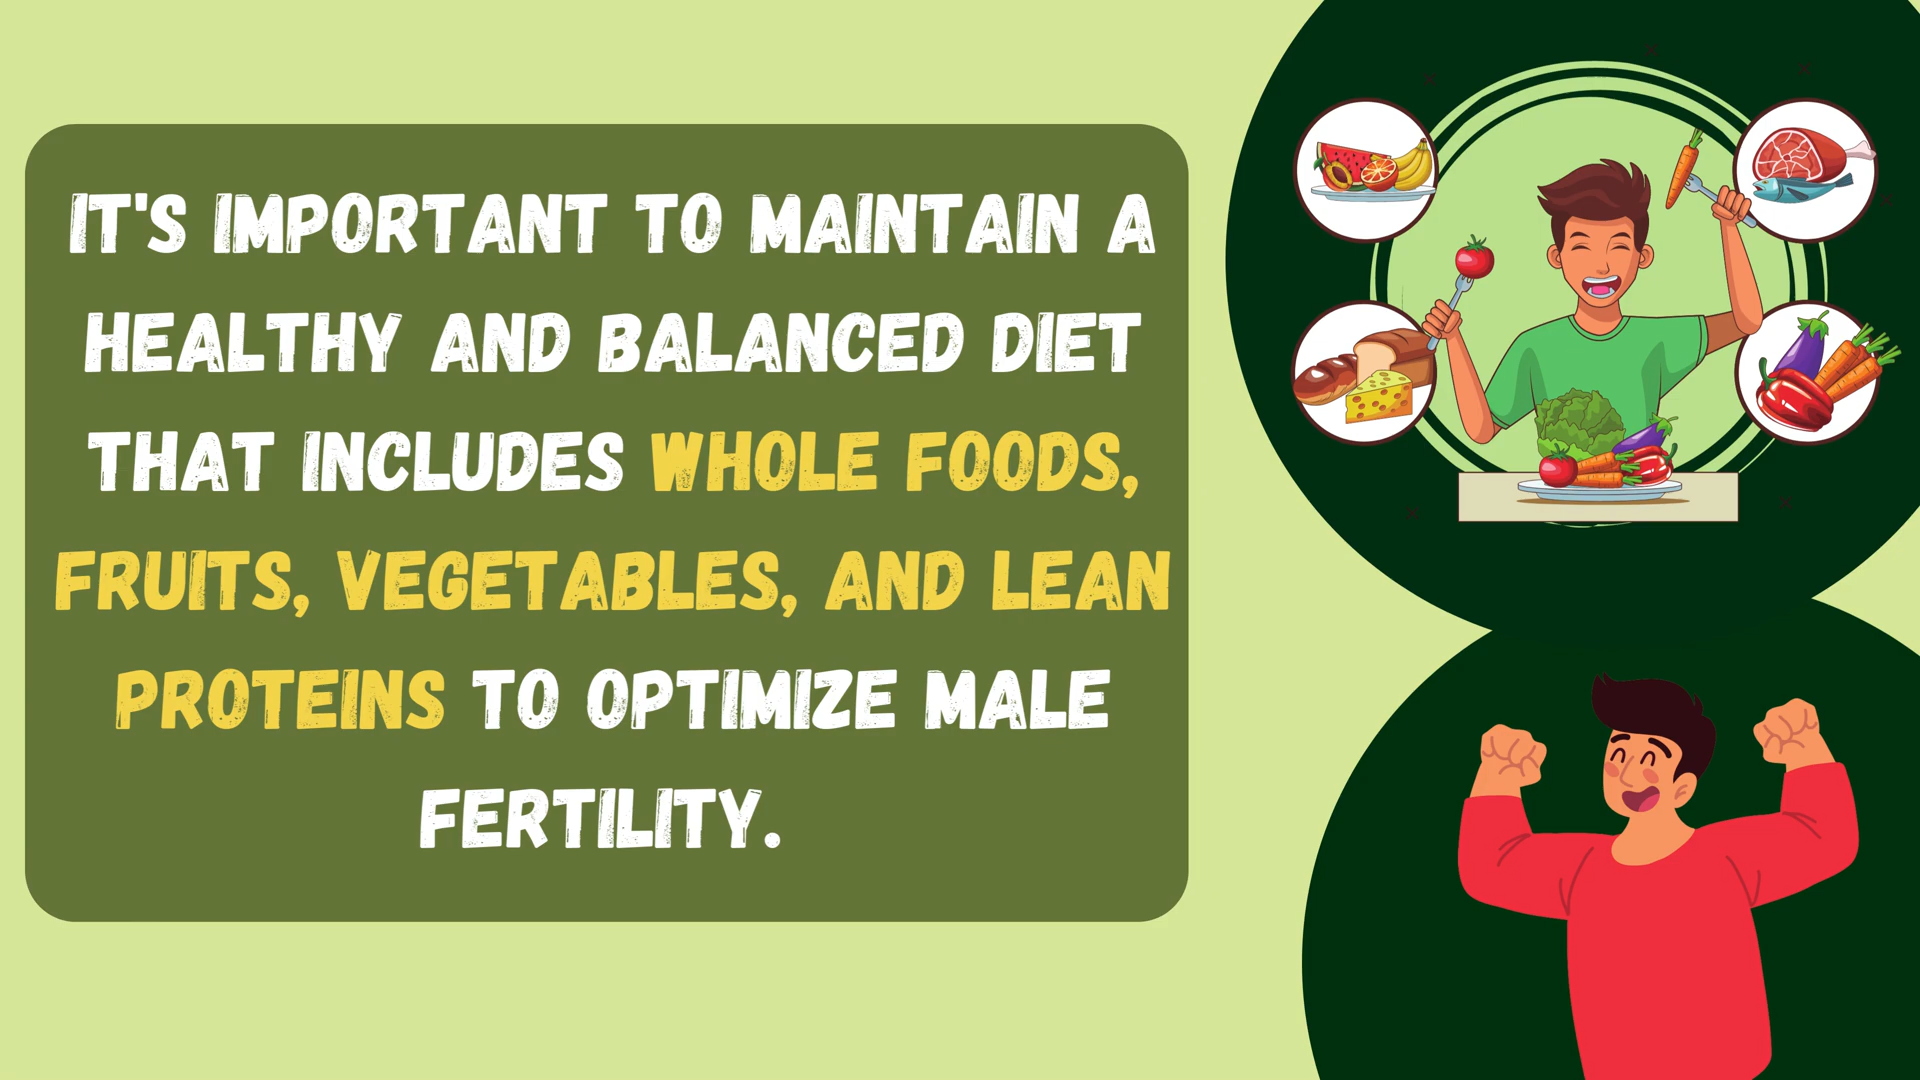 IT'S IMPORTANT TO MAINTAIN A
HEALTHY AND BALANCED DIET
THAT INCLUDES WHOLE FOODS,
FRUITS, VEGETABLES, AND LEAN
PROTEINS TO OPTIMIZE MALE
FERTILITY.